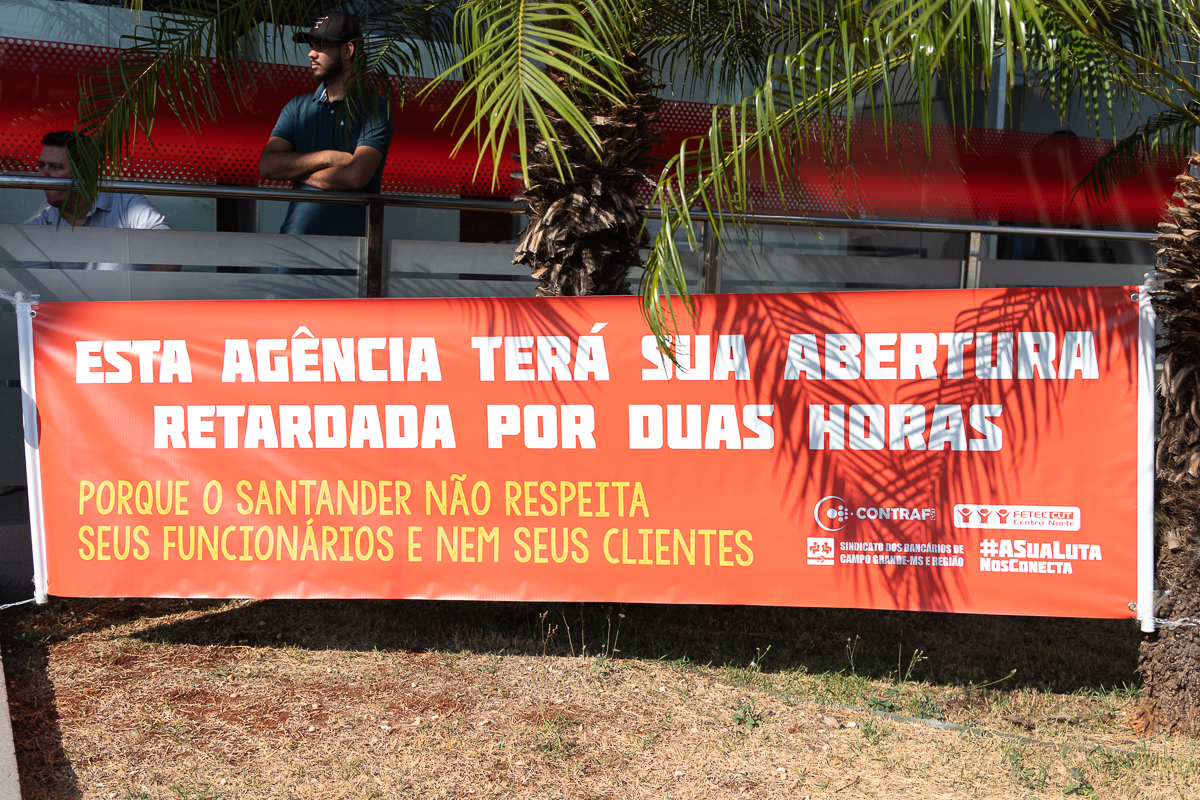 ESTA AGÊNCIA TERÁ SUA ABERTURA
RETARDADA POR DUAS HORAS
PORQUE O SANTANDER NÃO RESPEITA
SEUS FUNCIONÁRIOS E NEM SEUS CLIENTES
CONTRAF CUT
FETEC CUT
Centro Norte
SINDICATO DOS BANCÁRIOS DE
CAMPO GRANDE-MS E REGIÃO
#ASUALUTA
NOSCONECTA